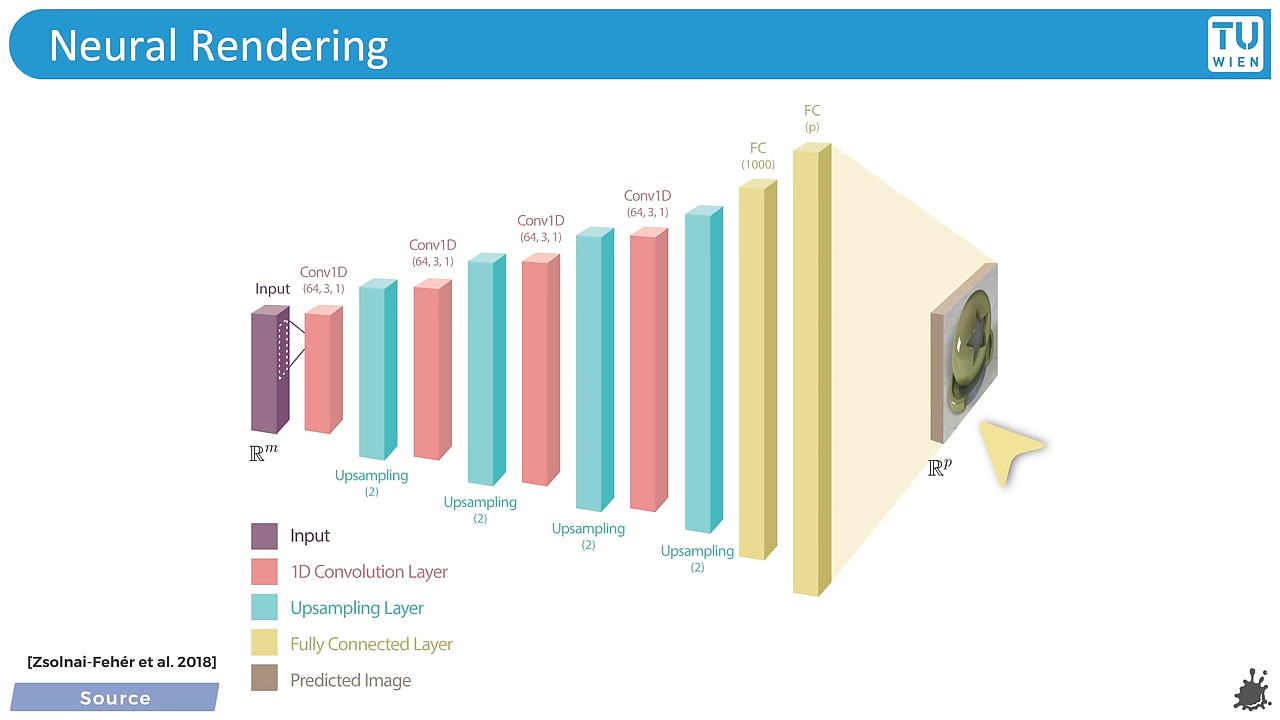 Neural Rendering
TU
WIEN
FC
(p)
FC
(1000)
Conv1D
(64, 3, 1)
Conv1D
(64, 3, 1)
Conv1D
(64, 3, 1)
Conv1D
(64, 3, 1)
Input
ℝᵐ
ℝᵖ
Upsampling
(2)
Upsampling
(2)
Upsampling
(2)
Upsampling
(2)
Input
1D Convolution Layer
Upsampling Layer
Fully Connected Layer
Predicted Image
[Zsolnai-Fehér et al. 2018]
Source